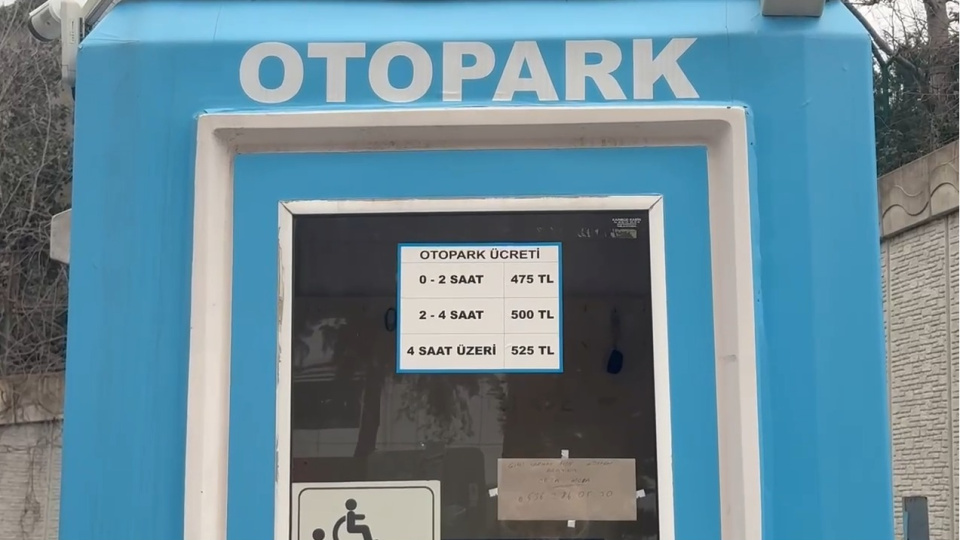 OTOPARK
OTOPARK ÜCRETİ
0 - 2 SAAT 475 TL
2 - 4 SAAT 500 TL
4 SAAT ÜZERİ 525 TL